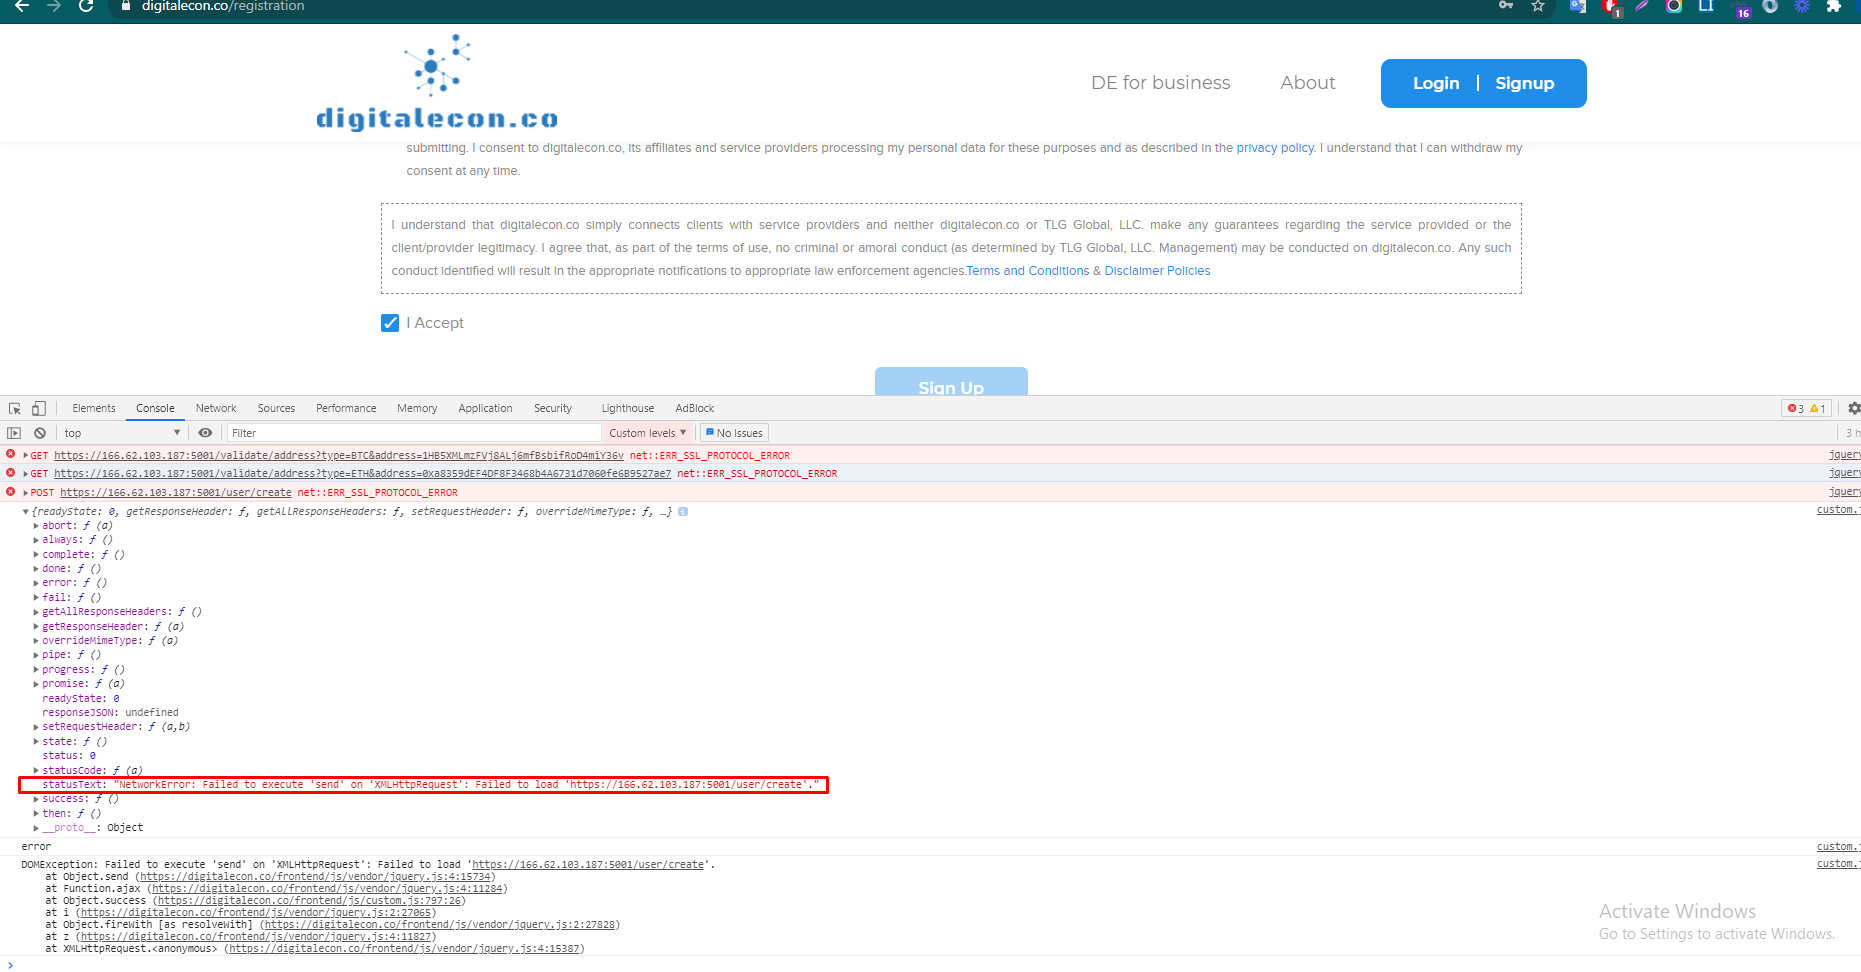 digitalecon.co/registration
1
LI
16
digitalecon.co
DE for business
About
Login | Signup
submitting. I consent to digitalecon.co, its affiliates and service providers processing my personal data for these purposes and as described in the privacy policy. I understand that I can withdraw my
consent at any time.
I understand that digitalecon.co simply connects clients with service providers and neither digitalecon.co or TLG Global, LLC. make any guarantees regarding the service provided or the
client/provider legitimacy. I agree that, as part of the terms of use, no criminal or amoral conduct (as determined by TLG Global, LLC. Management) may be conducted on digitalecon.co. Any such
conduct identified will result in the appropriate notifications to appropriate law enforcement agencies.Terms and Conditions & Disclaimer Policies
I Accept
Sign Up
Elements Console Network Sources Performance Memory Application Security Lighthouse AdBlock 3 1
top Filter Custom levels No Issues 3 h
GET https://166.62.103.187:5001/validate/address?type=BTC&address=1HB5XMLmzFVj8ALj6mfBsbifRoD4miY36v net::ERR_SSL_PROTOCOL_ERROR jquery
GET https://166.62.103.187:5001/validate/address?type=ETH&address=0xa8359dEF4DF8F3468b4A6731d7060fe6B9527ae7 net::ERR_SSL_PROTOCOL_ERROR jquery
POST https://166.62.103.187:5001/user/create net::ERR_SSL_PROTOCOL_ERROR jquery
{readyState: 0, getResponseHeader: ƒ, getAllResponseHeaders: ƒ, setRequestHeader: ƒ, overrideMimeType: ƒ, …} custom.j
abort: ƒ (a)
always: ƒ ()
complete: ƒ ()
done: ƒ ()
error: ƒ ()
fail: ƒ ()
getAllResponseHeaders: ƒ ()
getResponseHeader: ƒ (a)
overrideMimeType: ƒ (a)
pipe: ƒ ()
progress: ƒ ()
promise: ƒ (a)
readyState: 0
responseJSON: undefined
setRequestHeader: ƒ (a,b)
state: ƒ ()
status: 0
statusCode: ƒ (a)
statusText: "NetworkError: Failed to execute 'send' on 'XMLHttpRequest': Failed to load 'https://166.62.103.187:5001/user/create'."
success: ƒ ()
then: ƒ ()
__proto__: Object
error custom.j
DOMException: Failed to execute 'send' on 'XMLHttpRequest': Failed to load 'https://166.62.103.187:5001/user/create'. custom.j
at Object.send (https://digitalecon.co/frontend/js/vendor/jquery.js:4:15734)
at Function.ajax (https://digitalecon.co/frontend/js/vendor/jquery.js:4:11284)
at Object.success (https://digitalecon.co/frontend/js/custom.js:797:26)
at i (https://digitalecon.co/frontend/js/vendor/jquery.js:2:27065)
at Object.fireWith [as resolveWith] (https://digitalecon.co/frontend/js/vendor/jquery.js:2:27828)
at z (https://digitalecon.co/frontend/js/vendor/jquery.js:4:11827)
at XMLHttpRequest.<anonymous> (https://digitalecon.co/frontend/js/vendor/jquery.js:4:15387)
Activate Windows
Go to Settings to activate Windows.